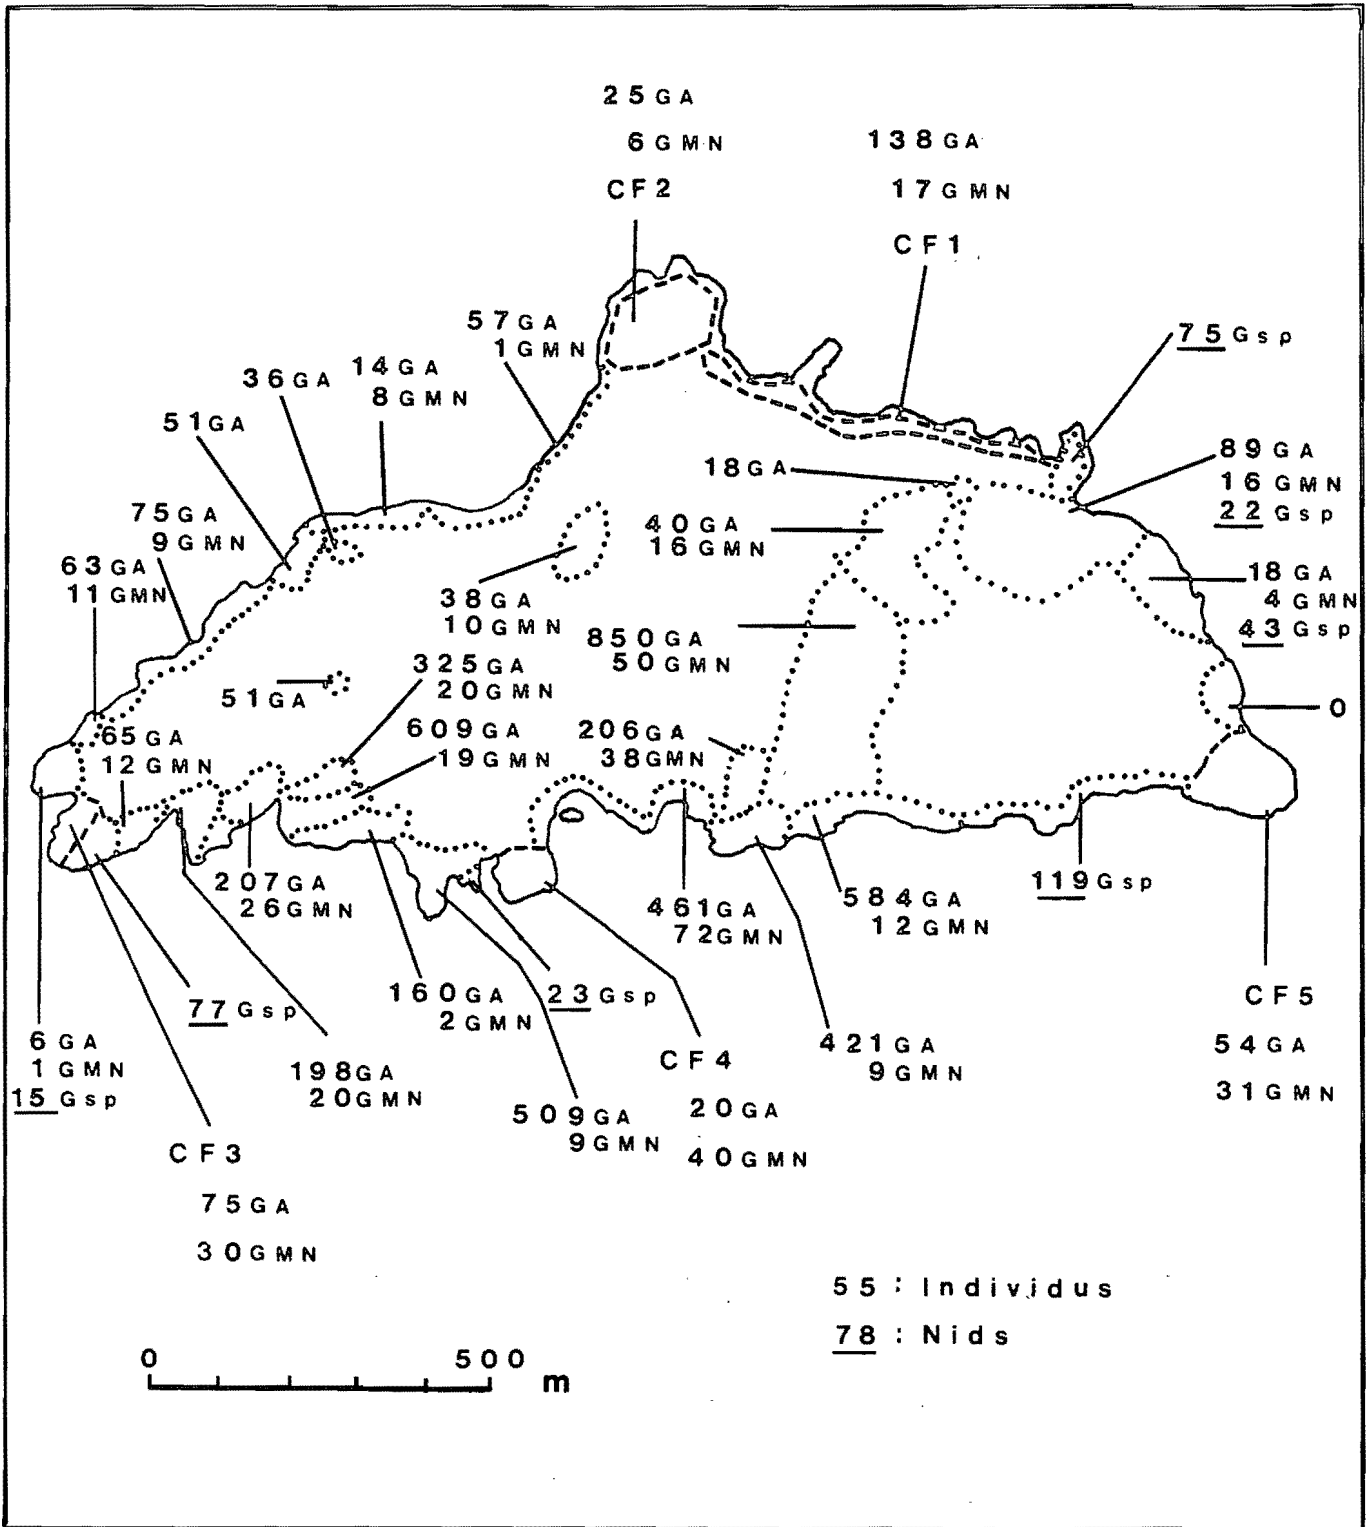 25 GA
6 GMN
CF2
138 GA
17 GMN
CF1
57 GA
1 GMN
75 Gsp
14 GA
8 GMN
36 GA
51 GA
89 GA
16 GMN
22 Gsp
18 GA
75 GA
9 GMN
40 GA
16 GMN
63 GA
11 GMN
18 GA
4 GMN
43 Gsp
38 GA
10 GMN
850 GA
50 GMN
325 GA
20 GMN
51 GA
0
65 GA
12 GMN
609 GA
19 GMN
206 GA
38 GMN
207 GA
26 GMN
461 GA
72 GMN
584 GA
12 GMN
119 Gsp
77 Gsp
160 GA
2 GMN
23 Gsp
CF5
54 GA
31 GMN
6 GA
1 GMN
15 Gsp
198 GA
20 GMN
CF4
20 GA
40 GMN
421 GA
9 GMN
509 GA
9 GMN
CF3
75 GA
30 GMN
55 : Individus
78 : Nids
0 500 m